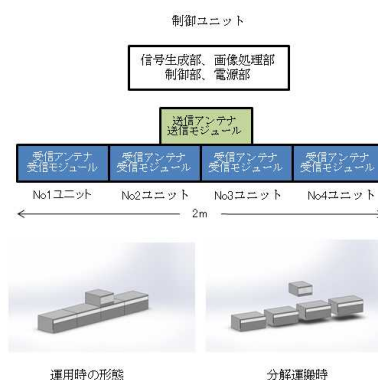 制御ユニット
信号生成部、画像処理部
制御部、電源部
送信アンテナ
送信モジュール
受信アンテナ 受信アンテナ 受信アンテナ 受信アンテナ
受信モジュール 受信モジュール 受信モジュール 受信モジュール
No1ユニット No2ユニット No3ユニット No4ユニット
2m
運用時の形態 分解運搬時